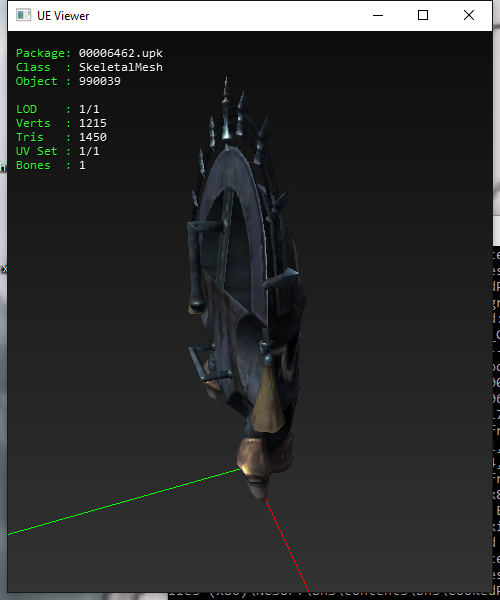 UE Viewer
Package: 00006462.upk
Class  : SkeletalMesh
Object : 990039
LOD    : 1/1
Verts  : 1215
Tris   : 1450
UV Set : 1/1
Bones  : 1